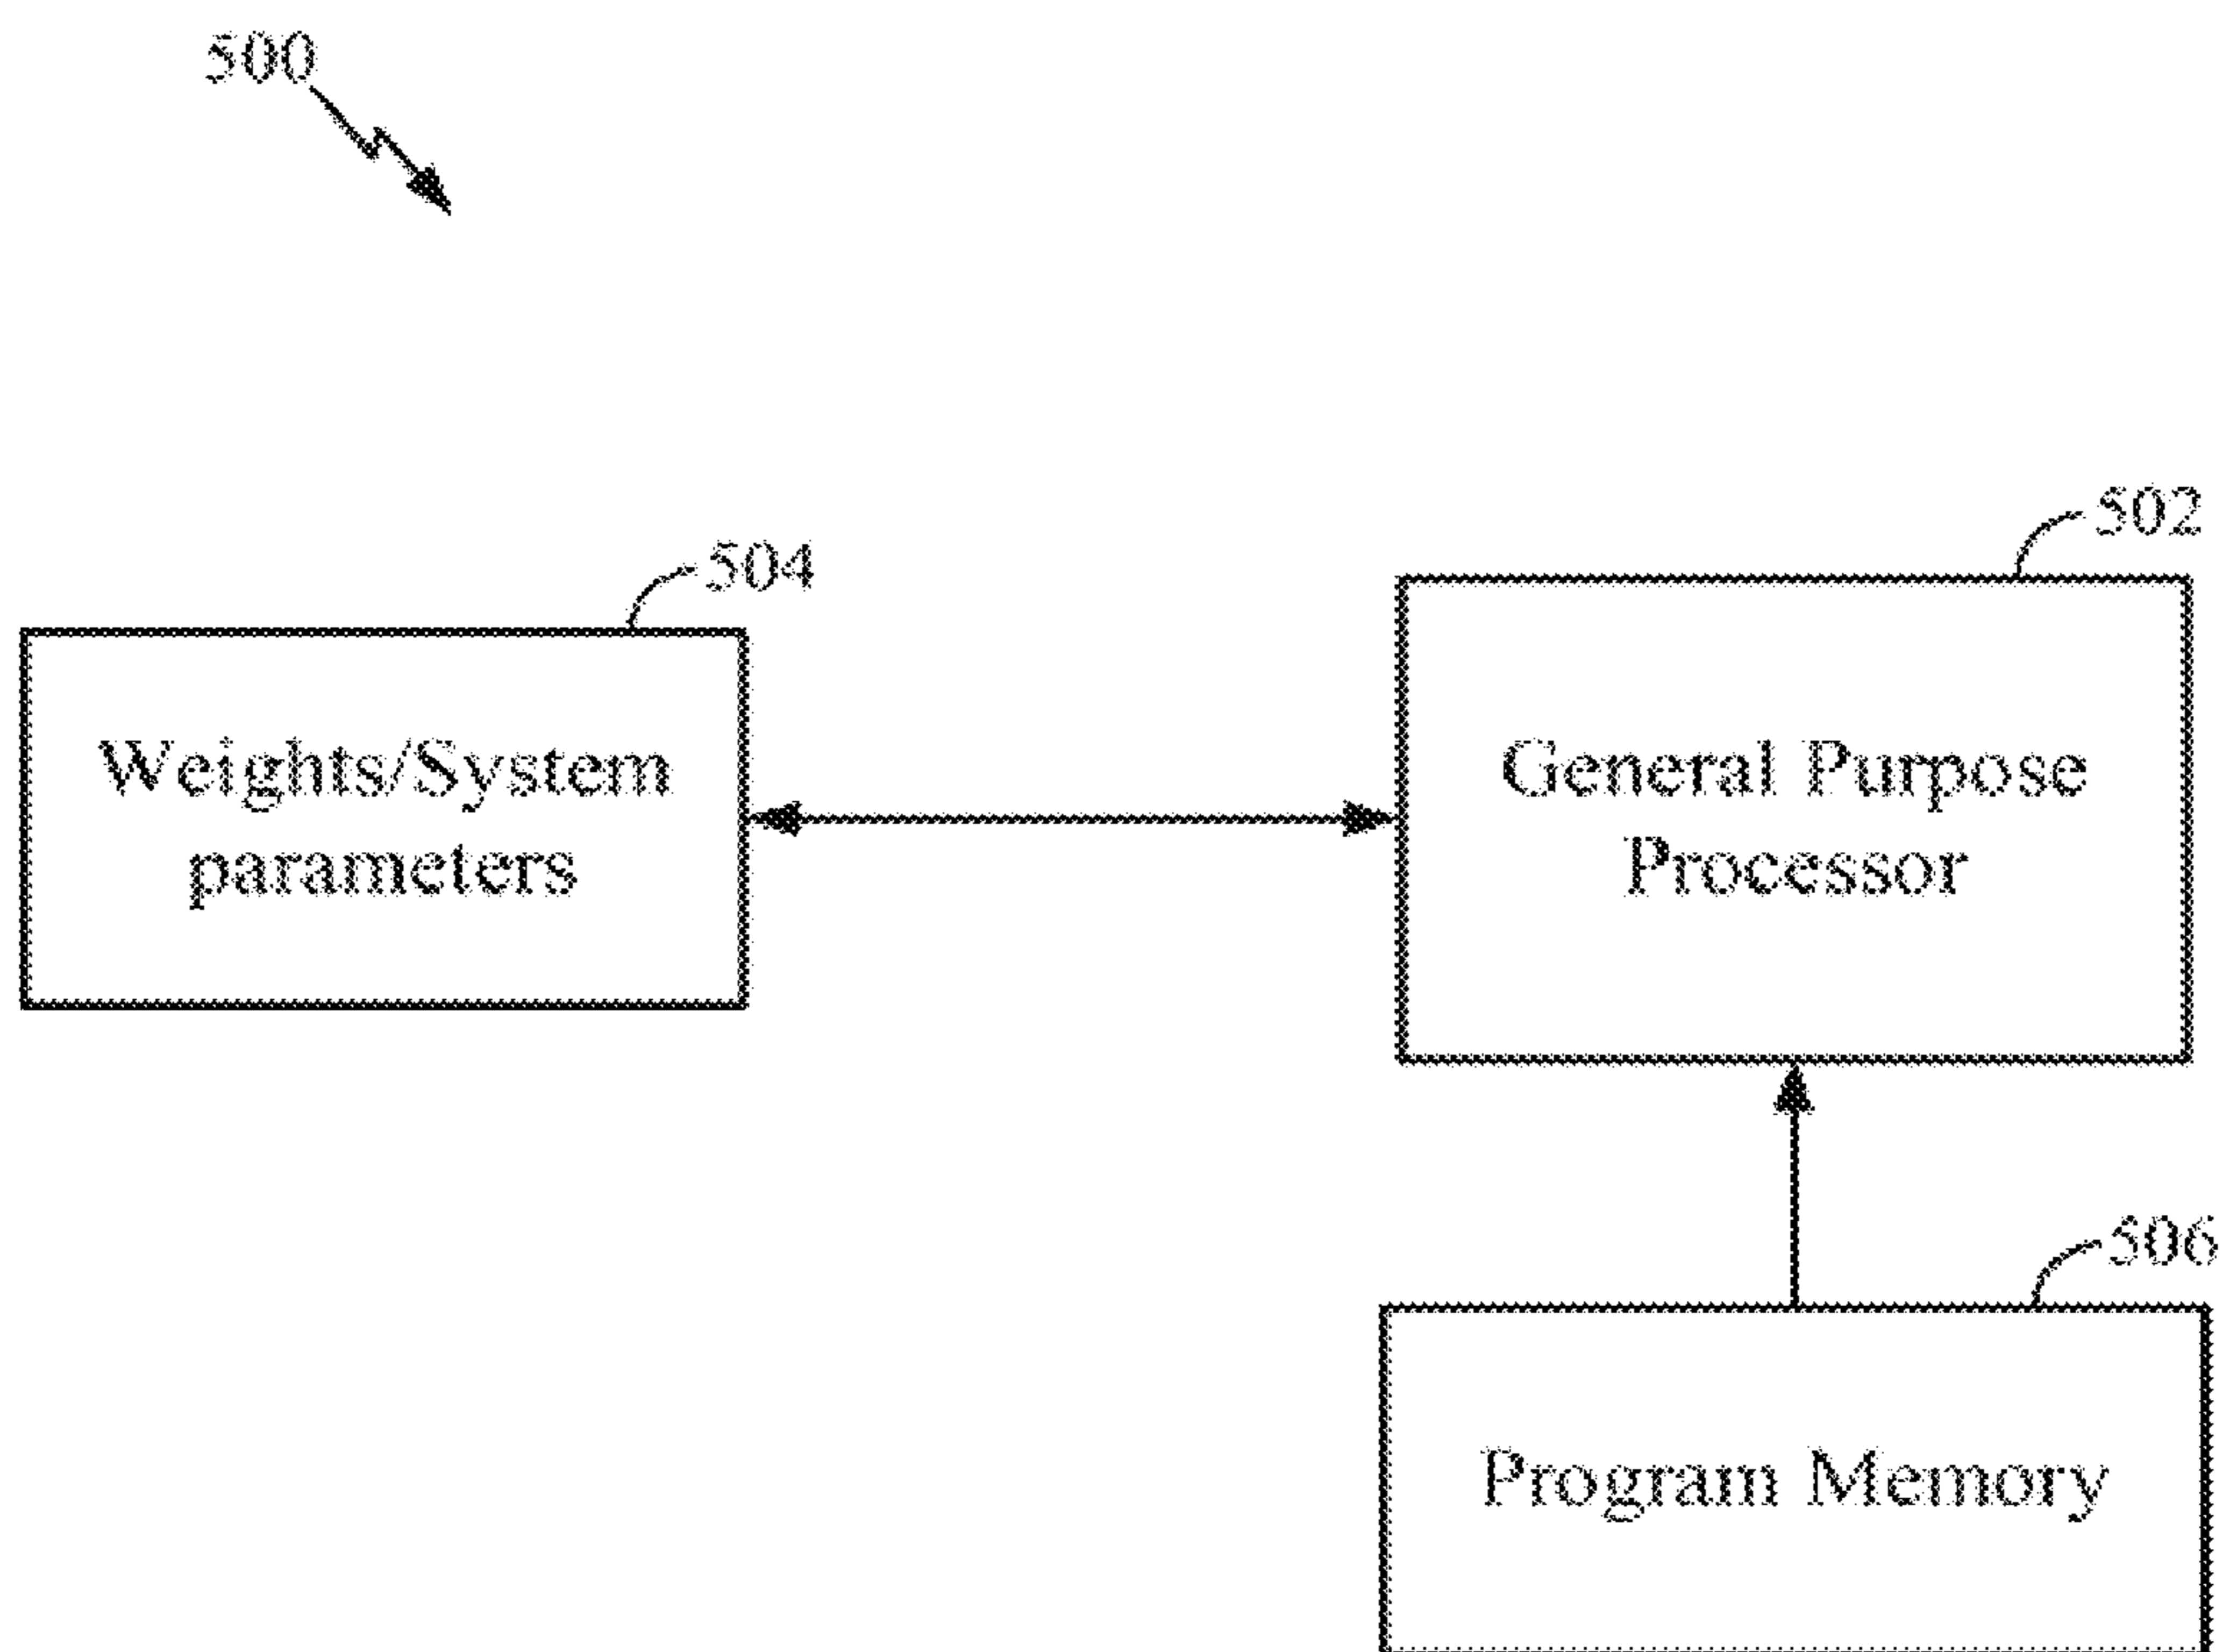 500
502
504
Weights/System
parameters
General Purpose
Processor
506
Program Memory